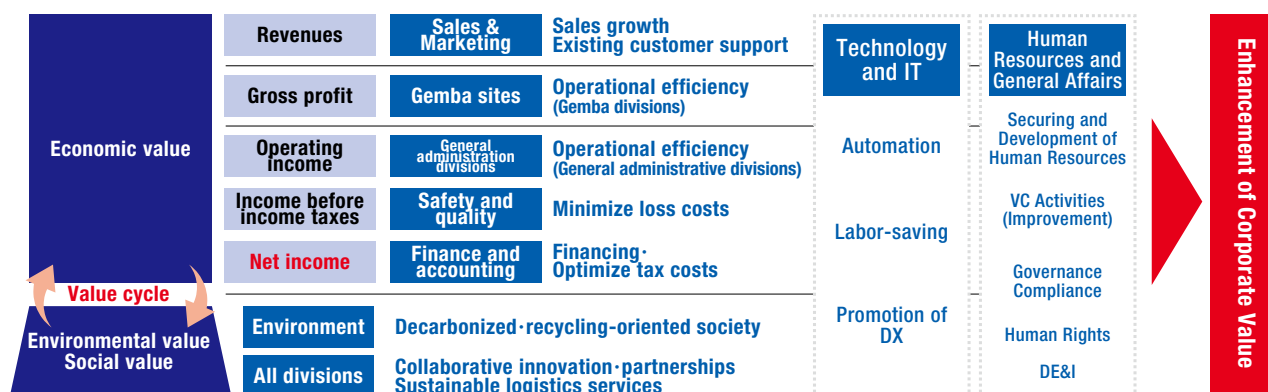 Economic value
Value cycle
Environmental value
Social value
Revenues
Sales &
Marketing
Sales growth
Existing customer support
Gross profit
Gemba sites
Operational efficiency
(Gemba divisions)
Operating
Income
General
administration
divisions
Operational efficiency
(General administrative divisions)
Income before
income taxes
Safety and
quality
Minimize loss costs
Net income
Finance and
accounting
Financing･
Optimize tax costs
Environment
Decarbonized･recycling-oriented society
All divisions
Collaborative innovation･partnerships
Sustainable logistics services
Technology
and IT
Automation
Labor-saving
Promotion of
DX
Human
Resources and
General Affairs
Securing and
Development of
Human Resources
VC Activities
(Improvement)
Governance
Compliance
Human Rights
DE&I
Enhancement of Corporate Value